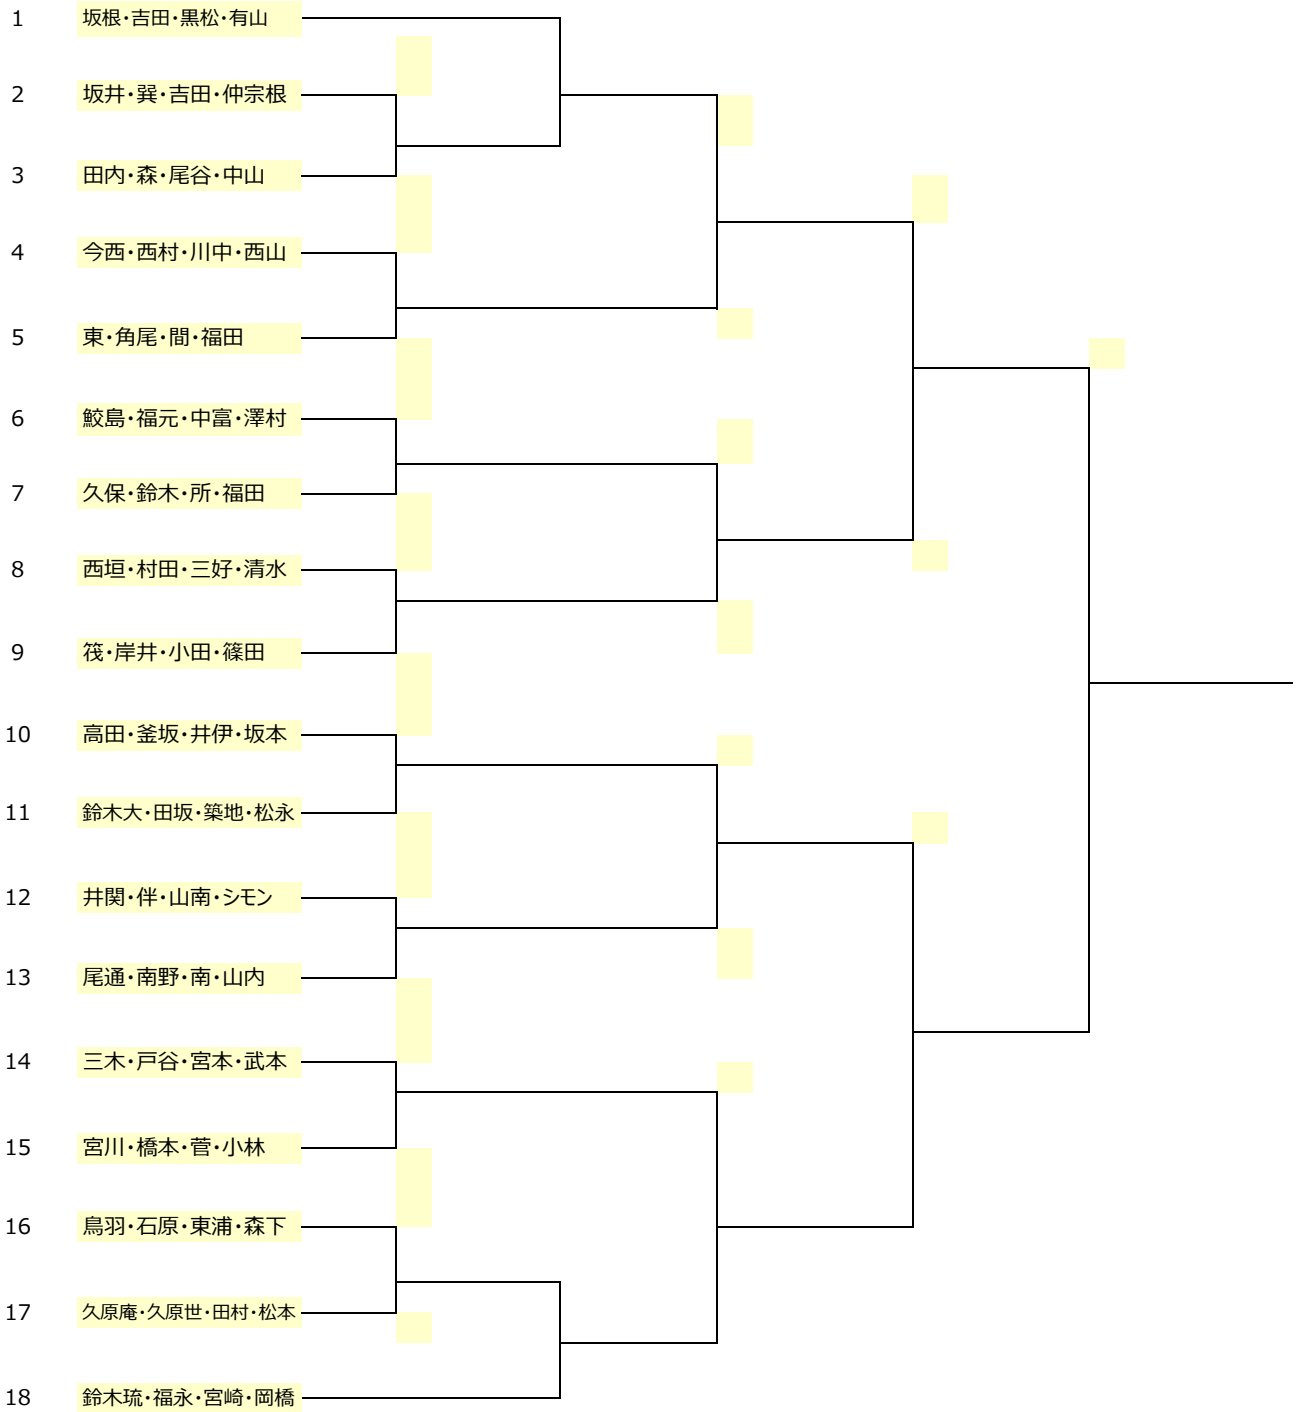 1 坂根・吉田・黒松・有山
2 坂井・巽・吉田・仲宗根
3 田内・森・尾谷・中山
4 今西・西村・川中・西山
5 東・角尾・間・福田
6 鮫島・福元・中富・澤村
7 久保・鈴木・所・福田
8 西垣・村田・三好・清水
9 筏・岸井・小田・篠田
10 高田・釜坂・井伊・坂本
11 鈴木大・田坂・築地・松永
12 井関・伴・山南・シモン
13 尾通・南野・南・山内
14 三木・戸谷・宮本・武本
15 宮川・橋本・菅・小林
16 鳥羽・石原・東浦・森下
17 久原庵・久原世・田村・松本
18 鈴木琉・福永・宮崎・岡橋